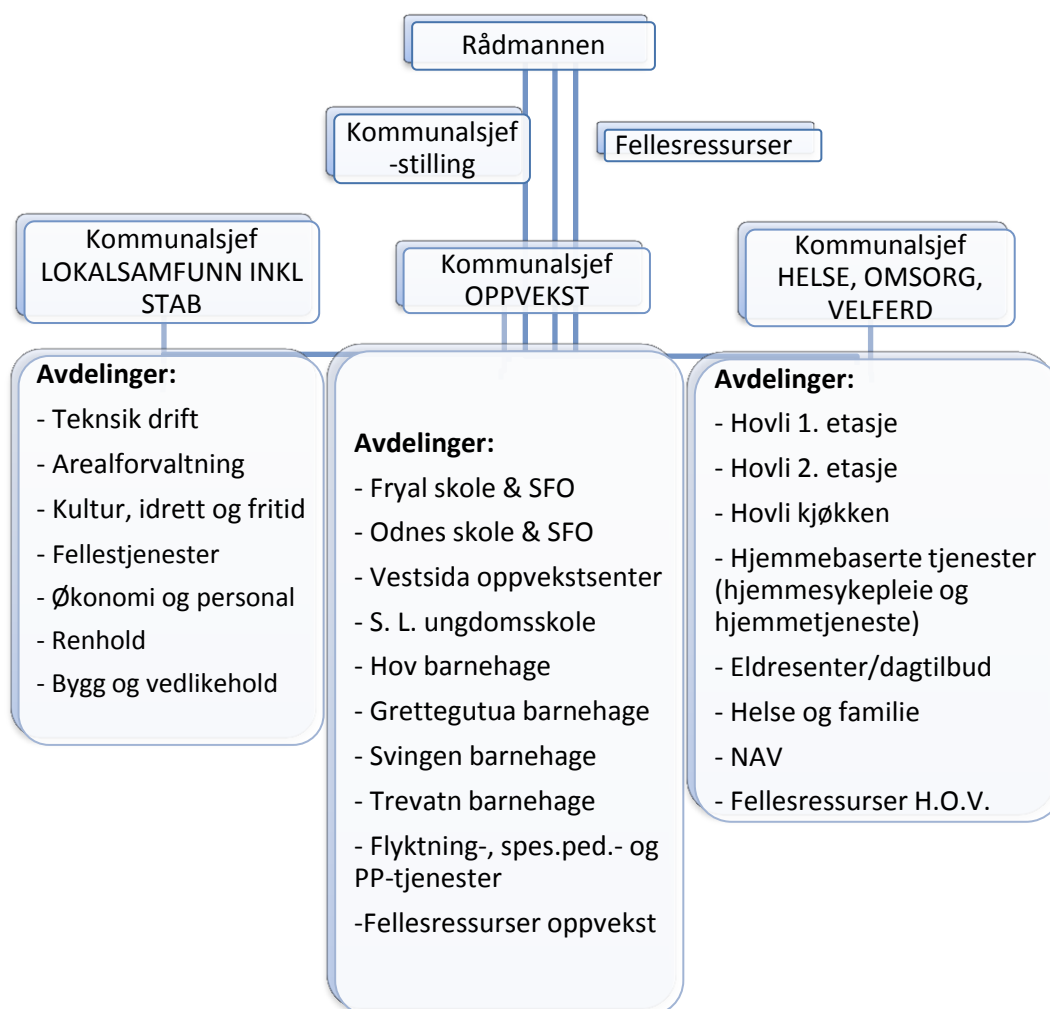 Rådmannen
Kommunalsjef
-stilling
Fellesressurser
Kommunalsjef
LOKALSAMFUNN INKL
STAB
Kommunalsjef
OPPVEKST
Kommunalsjef
HELSE, OMSORG,
VELFERD
Avdelinger:
- Teknsik drift
- Arealforvaltning
- Kultur, idrett og fritid
- Fellestjenester
- Økonomi og personal
- Renhold
- Bygg og vedlikehold
Avdelinger:
- Fryal skole & SFO
- Odnes skole & SFO
- Vestsida oppvekstsenter
- S. L. ungdomsskole
- Hov barnehage
- Grettegutua barnehage
- Svingen barnehage
- Trevatn barnehage
- Flyktning-, spes.ped.- og
PP-tjenester
-Fellesressurser oppvekst
Avdelinger:
- Hovli 1. etasje
- Hovli 2. etasje
- Hovli kjøkken
- Hjemmebaserte tjenester
(hjemmesykepleie og
hjemmetjeneste)
- Eldresenter/dagtilbud
- Helse og familie
- NAV
- Fellesressurser H.O.V.